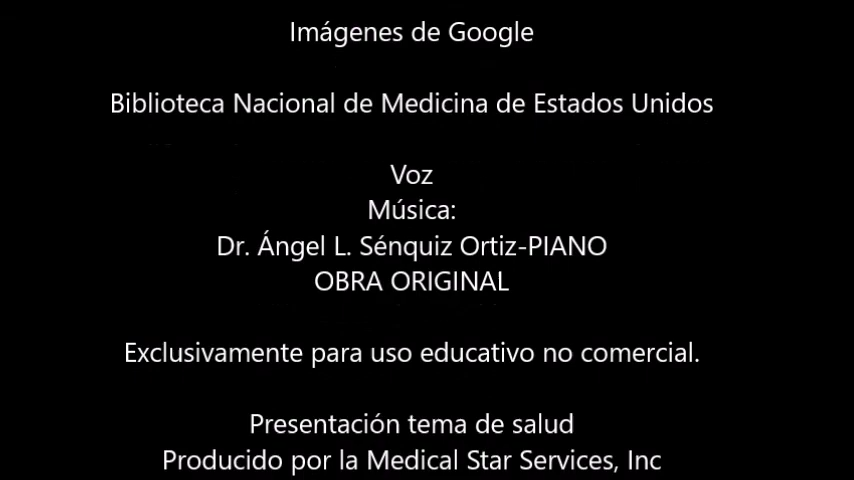 Imágenes de Google
Biblioteca Nacional de Medicina de Estados Unidos
Voz
Música:
Dr. Ángel L. Sénquiz Ortiz-PIANO
OBRA ORIGINAL
Exclusivamente para uso educativo no comercial.
Presentación tema de salud
Producido por la Medical Star Services, Inc